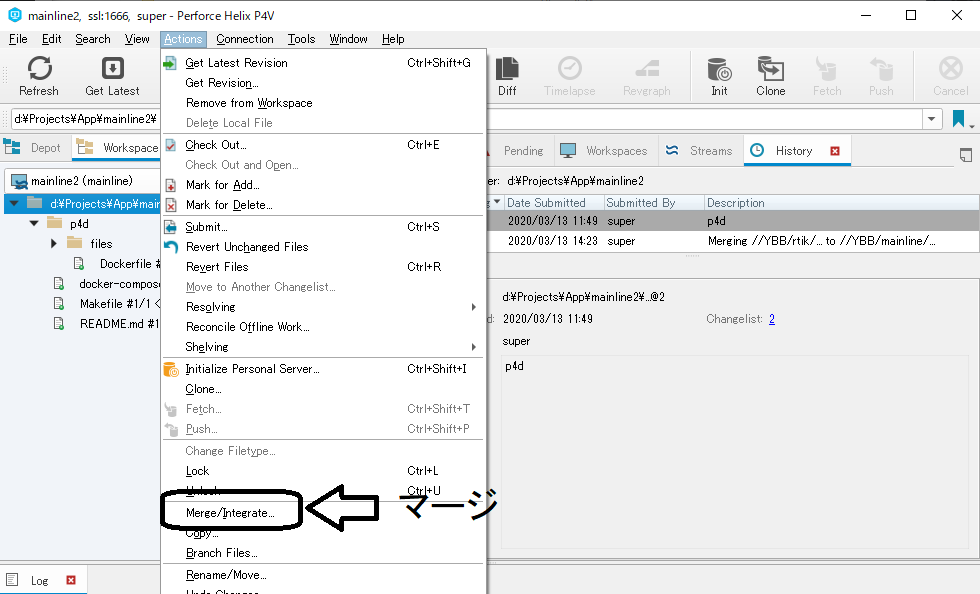 mainline2, ssl:1666, super - Perforce Helix P4V
File Edit Search View Actions Connection Tools Window Help
Refresh Get Latest Diff Timelapse Revgraph Init Clone Fetch Push Cancel
d:¥Projects¥App¥mainline2¥
Depot Workspace Pending Workspaces Streams History
mainline2 (mainline)
d:¥Projects¥App¥main
p4d
files
Dockerfile #
docker-compos
Makefile #1/1 <
README.md #1
Get Latest Revision Ctrl+Shift+G
Get Revision...
Remove from Workspace
Delete Local File
Check Out... Ctrl+E
Check Out and Open...
Mark for Add...
Mark for Delete...
Submit... Ctrl+S
Revert Unchanged Files
Revert Files Ctrl+R
Move to Another Changelist...
Resolving
Reconcile Offline Work...
Shelving
Initialize Personal Server... Ctrl+Shift+I
Clone...
Fetch... Ctrl+Shift+T
Push... Ctrl+Shift+P
Change Filetype...
Lock Ctrl+L
Unlock Ctrl+U
Merge/Integrate...
マージ
Copy...
Branch Files...
Rename/Move...
Undo Changes
er: d:¥Projects¥App¥mainline2
Date Submitted Submitted By Description
2020/03/13 11:49 super p4d
2020/03/13 14:23 super Merging //YBB/rtik/... to //YBB/mainline/...
d:¥Projects¥App¥mainline2¥...@2
d: 2020/03/13 11:49 Changelist: 2
super
p4d
Log